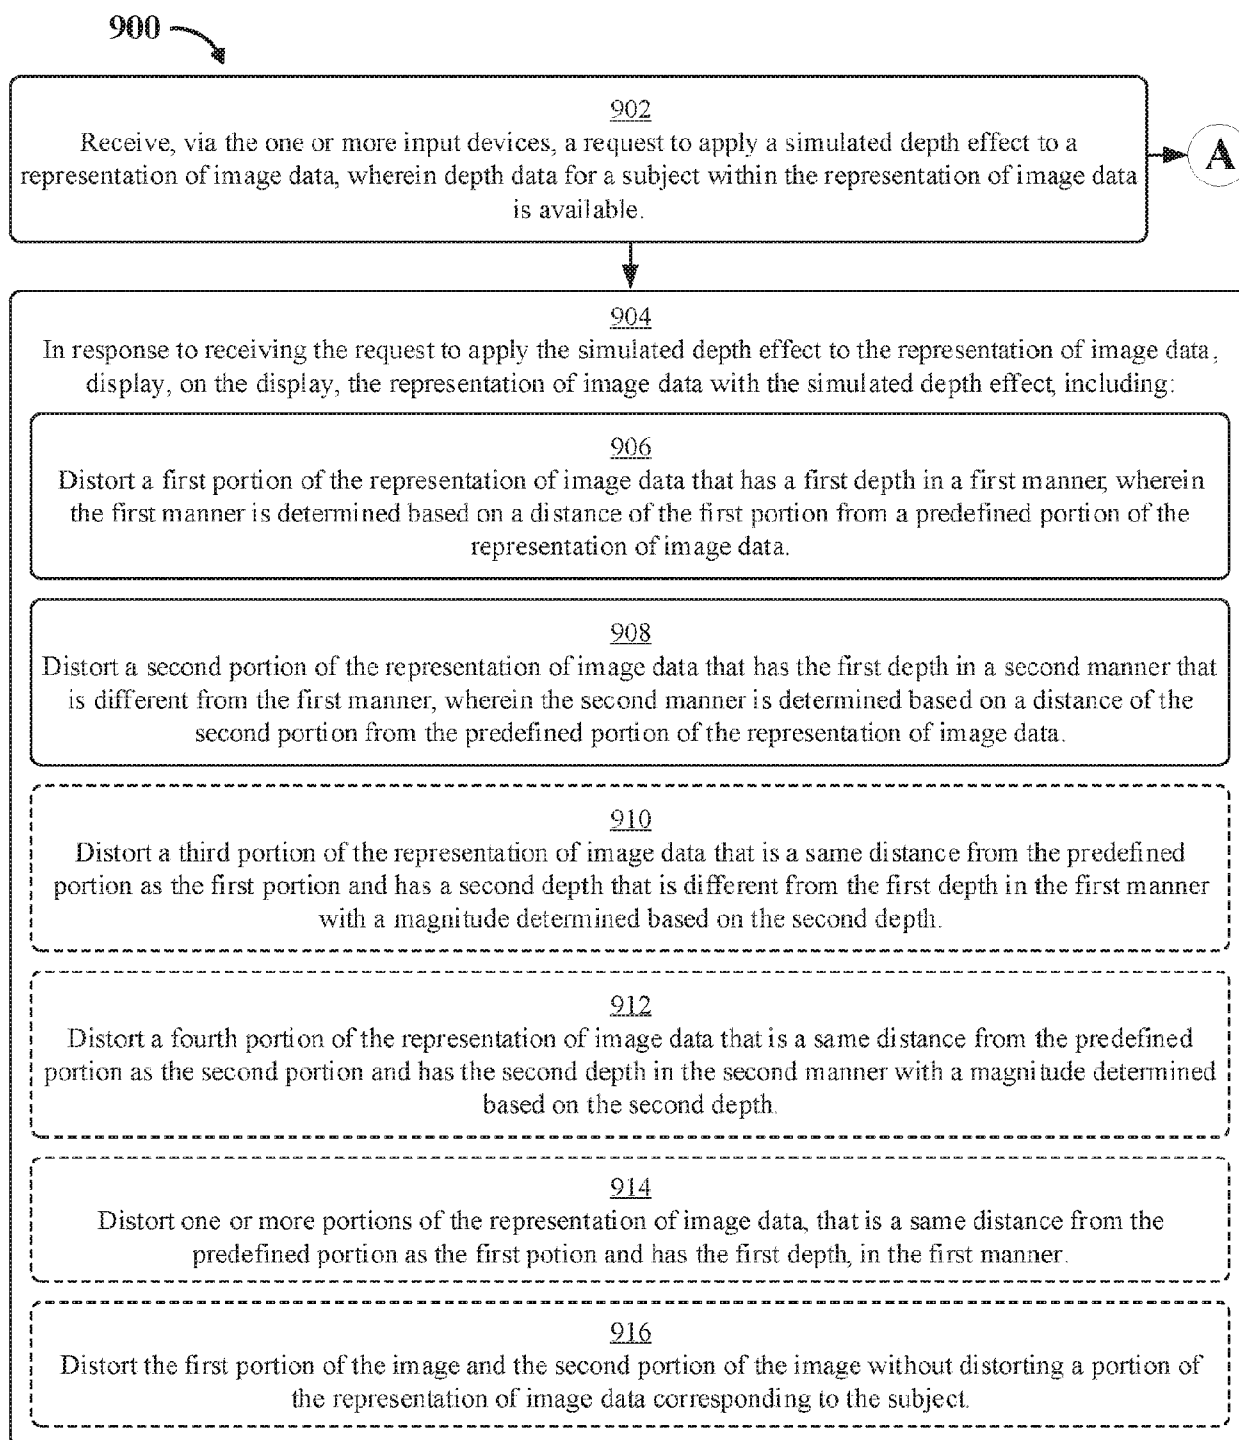 900
902
Receive, via the one or more input devices, a request to apply a simulated depth effect to a
representation of image data, wherein depth data for a subject within the representation of image data
is available.
A
904
In response to receiving the request to apply the simulated depth effect to the representation of image data,
display, on the display, the representation of image data with the simulated depth effect, including:
906
Distort a first portion of the representation of image data that has a first depth in a first manner, wherein
the first manner is determined based on a distance of the first portion from a predefined portion of the
representation of image data.
908
Distort a second portion of the representation of image data that has the first depth in a second manner that
is different from the first manner, wherein the second manner is determined based on a distance of the
second portion from the predefined portion of the representation of image data.
910
Distort a third portion of the representation of image data that is a same distance from the predefined
portion as the first portion and has a second depth that is different from the first depth in the first manner
with a magnitude determined based on the second depth.
912
Distort a fourth portion of the representation of image data that is a same distance from the predefined
portion as the second portion and has the second depth in the second manner with a magnitude determined
based on the second depth.
914
Distort one or more portions of the representation of image data, that is a same distance from the
predefined portion as the first potion and has the first depth, in the first manner.
916
Distort the first portion of the image and the second portion of the image without distorting a portion of
the representation of image data corresponding to the subject.